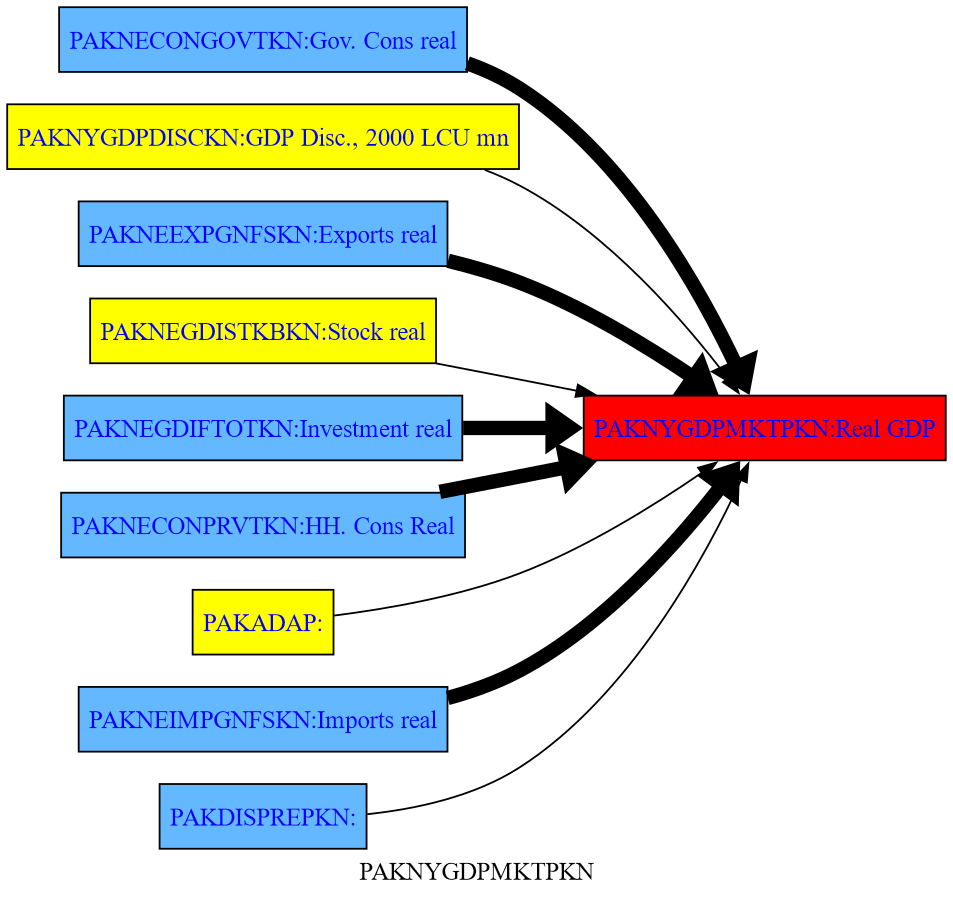 PAKNECONGOVTKN:Gov. Cons real
PAKNYGDPDISCKN:GDP Disc., 2000 LCU mn
PAKNEEXPGNFSKN:Exports real
PAKNEGDISTKBKN:Stock real
PAKNEGDIFTOTKN:Investment real
PAKNYGDPMKTPKN:Real GDP
PAKNECONPRVTKN:HH. Cons Real
PAKADAP:
PAKNEIMPGNFSKN:Imports real
PAKDISPREPKN:
PAKNYGDPMKTPKN